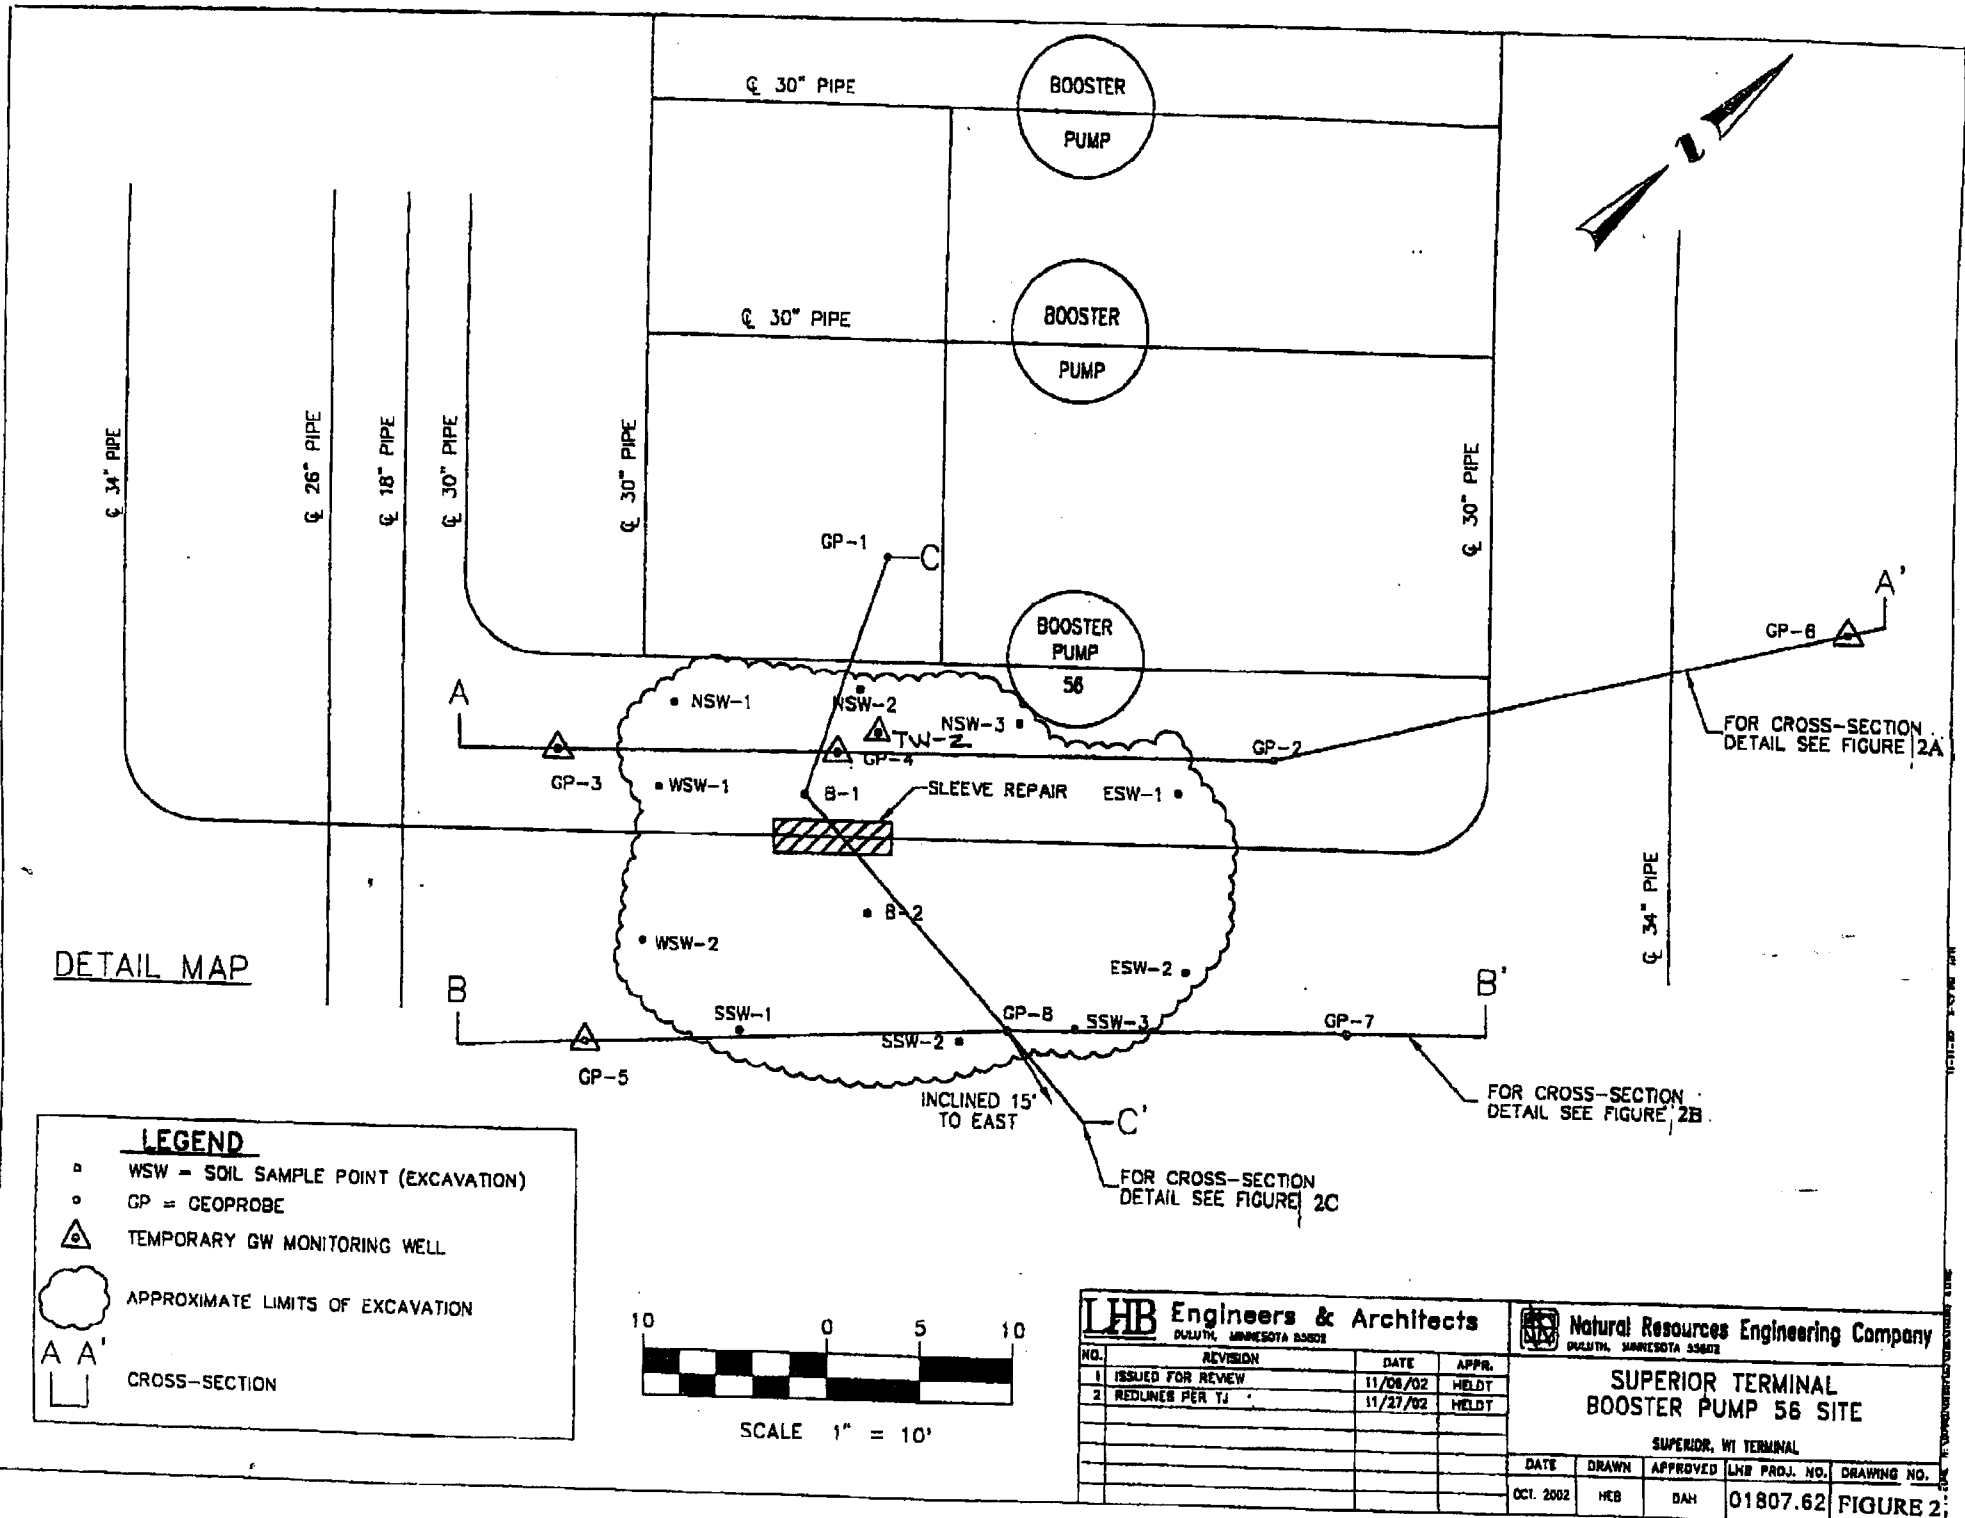 ℄ 30" PIPE
BOOSTER
PUMP
℄ 30" PIPE
BOOSTER
PUMP
℄ 34" PIPE
℄ 26" PIPE
℄ 18" PIPE
℄ 30" PIPE
℄ 30" PIPE
℄ 30" PIPE
GP-1
C
BOOSTER
PUMP
56
A'
GP-6
A
NSW-1
NSW-2
NSW-3
TW-2
GP-4
GP-2
GP-3
WSW-1
B-1
SLEEVE REPAIR
ESW-1
FOR CROSS-SECTION
DETAIL SEE FIGURE 2A
℄ 34" PIPE
B-2
WSW-2
ESW-2
DETAIL MAP
B
B'
SSW-1
SSW-2
GP-8
SSW-3
GP-7
GP-5
INCLINED 15°
TO EAST
C'
FOR CROSS-SECTION
DETAIL SEE FIGURE 2B
FOR CROSS-SECTION
DETAIL SEE FIGURE 2C
LEGEND
WSW = SOIL SAMPLE POINT (EXCAVATION)
GP = GEOPROBE
TEMPORARY GW MONITORING WELL
APPROXIMATE LIMITS OF EXCAVATION
A A'
CROSS-SECTION
10 0 5 10
SCALE 1" = 10'
LHB Engineers & Architects
DULUTH, MINNESOTA 55802
Natural Resources Engineering Company
DULUTH, MINNESOTA 55802
NO. REVISION DATE APPR.
1 ISSUED FOR REVIEW 11/08/02 HELDT
2 REDLINES PER TJ 11/27/02 HELDT
SUPERIOR TERMINAL
BOOSTER PUMP 56 SITE
SUPERIOR, WI TERMINAL
DATE DRAWN APPROVED LHB PROJ. NO. DRAWING NO.
OCT. 2002 HEB DAH 01807.62 FIGURE 2